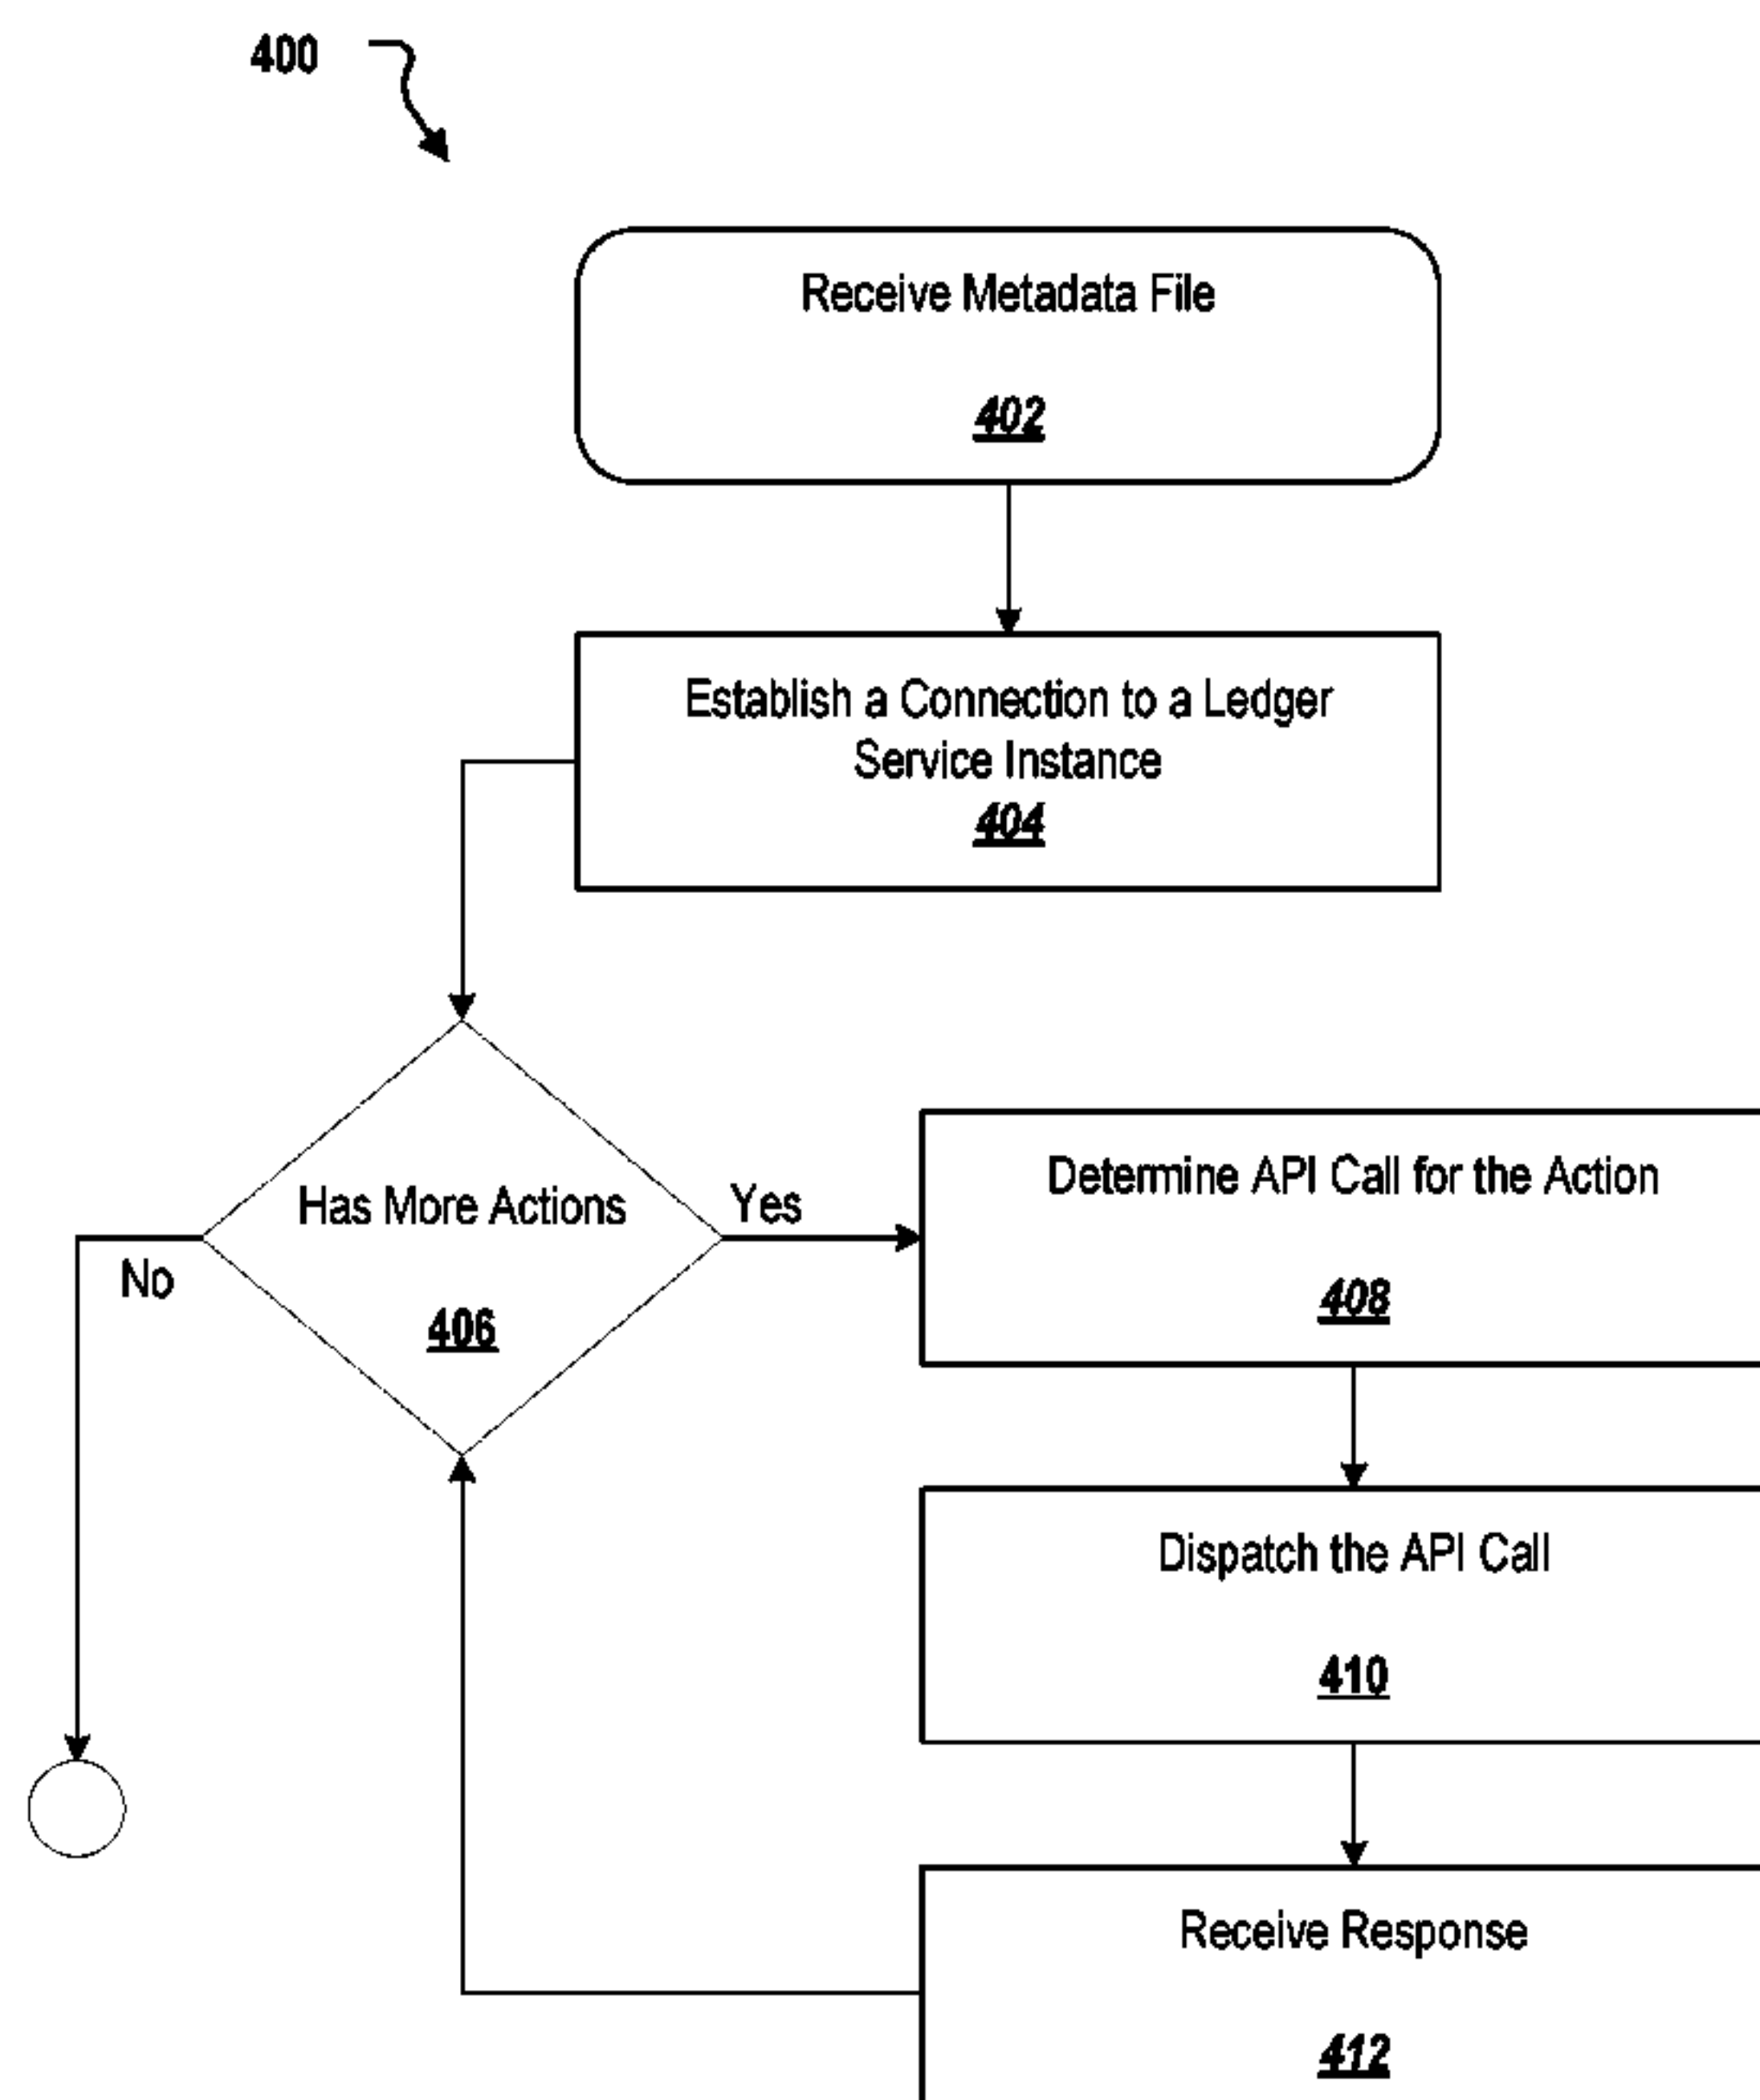 400
Receive Metadata File
402
Establish a Connection to a Ledger
Service Instance
404
Has More Actions
406
Yes
No
Determine API Call for the Action
408
Dispatch the API Call
410
Receive Response
412